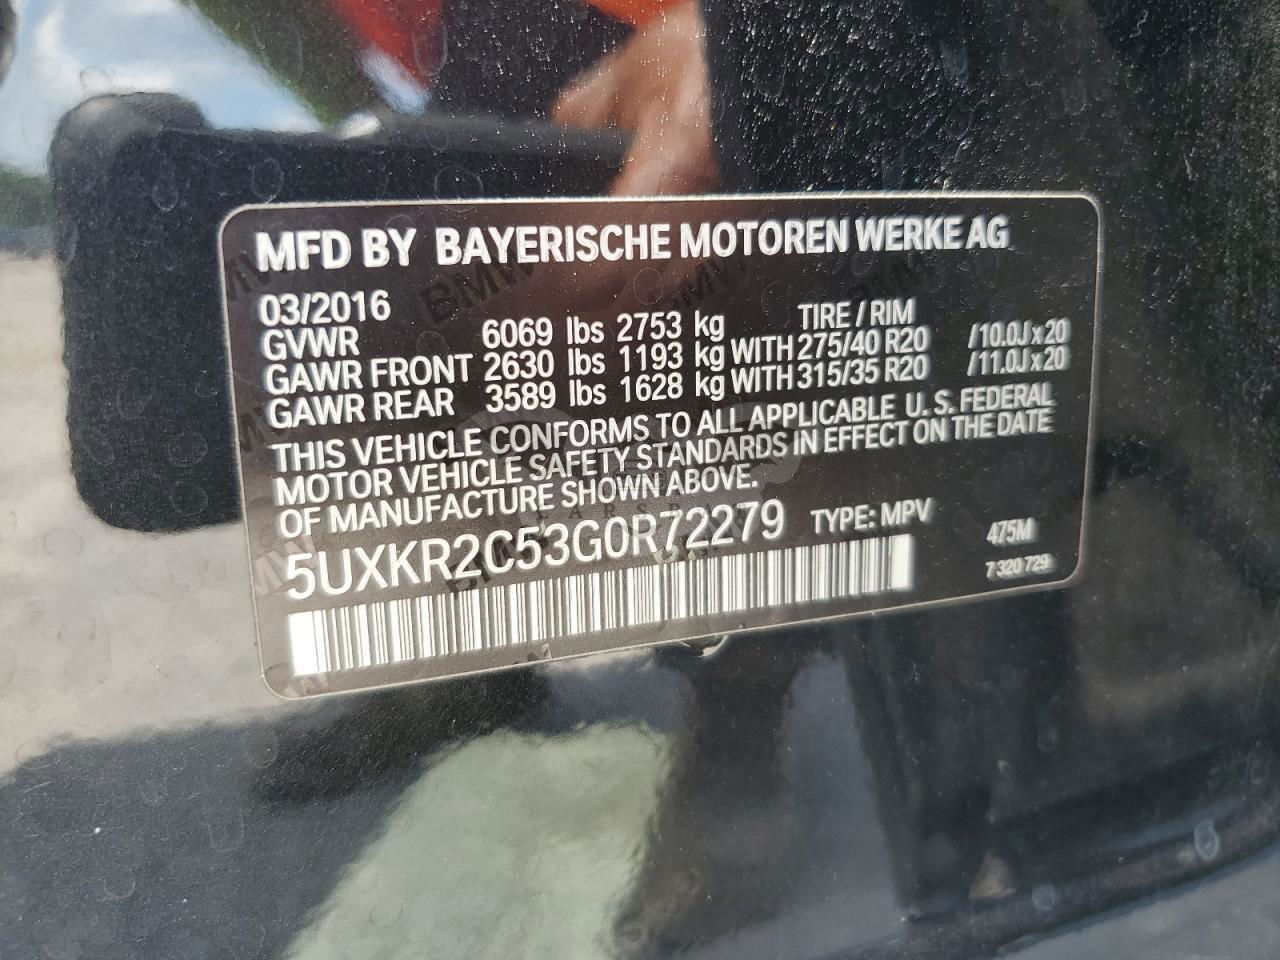 MFD BY BAYERISCHE MOTOREN WERKE AG
03/2016 TIRE / RIM
GVWR 6069 lbs 2753 kg
GAWR FRONT 2630 lbs 1193 kg WITH 275/40 R20 /10.0J x 20
GAWR REAR 3589 lbs 1628 kg WITH 315/35 R20 /11.0J x 20
THIS VEHICLE CONFORMS TO ALL APPLICABLE U.S. FEDERAL
MOTOR VEHICLE SAFETY STANDARDS IN EFFECT ON THE DATE
OF MANUFACTURE SHOWN ABOVE.
5UXKR2C53G0R72279 TYPE: MPV 475M
7 320 729